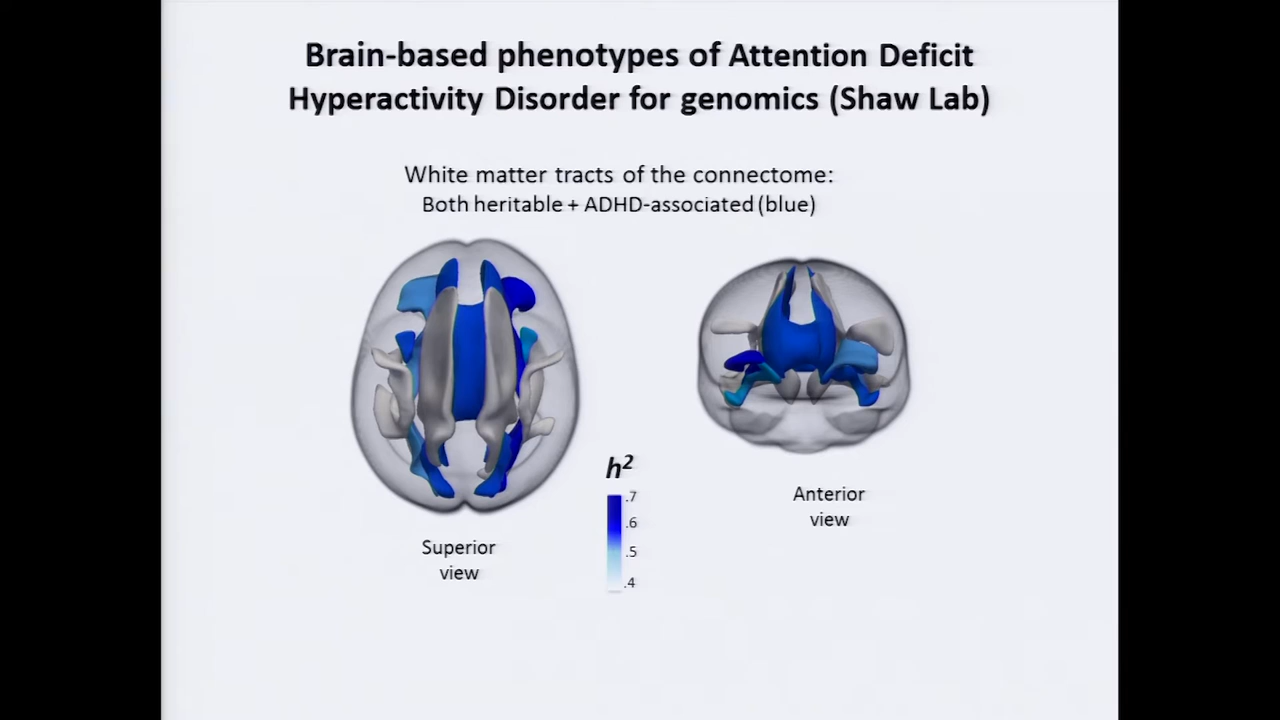 Brain-based phenotypes of Attention Deficit
Hyperactivity Disorder for genomics (Shaw Lab)
White matter tracts of the connectome:
Both heritable + ADHD-associated (blue)
h²
.7
.6
.5
.4
Superior
view
Anterior
view